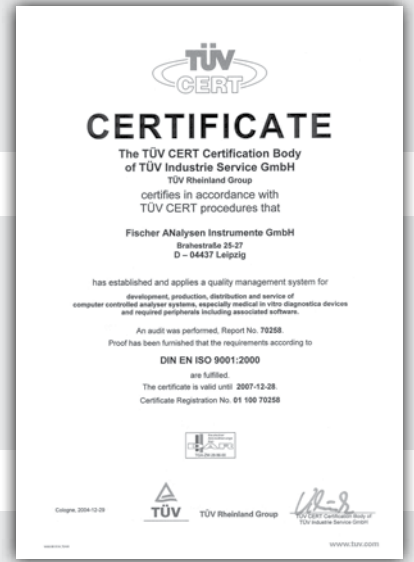 TÜV
CERT
CERTIFICATE
The TÜV CERT Certification Body
of TÜV Industrie Service GmbH
TÜV Rheinland Group
certifies in accordance with
TÜV CERT procedures that
Fischer ANalysen Instrumente GmbH
Brahestraße 25-27
D – 04437 Leipzig
has established and applies a quality management system for
development, production, distribution and service of
computer controlled analyser systems, especially medical in vitro diagnostica devices
and required peripherals including associated software.
An audit was performed, Report No. 70258.
Proof has been furnished that the requirements according to
DIN EN ISO 9001:2000
are fulfilled.
The certificate is valid until 2007-12-28.
Certificate Registration No. 01 100 70258
Cologne, 2004-12-29
TÜV
TÜV Rheinland Group
TÜV CERT Certification Body of
TÜV Industrie Service GmbH
www.tuv.com